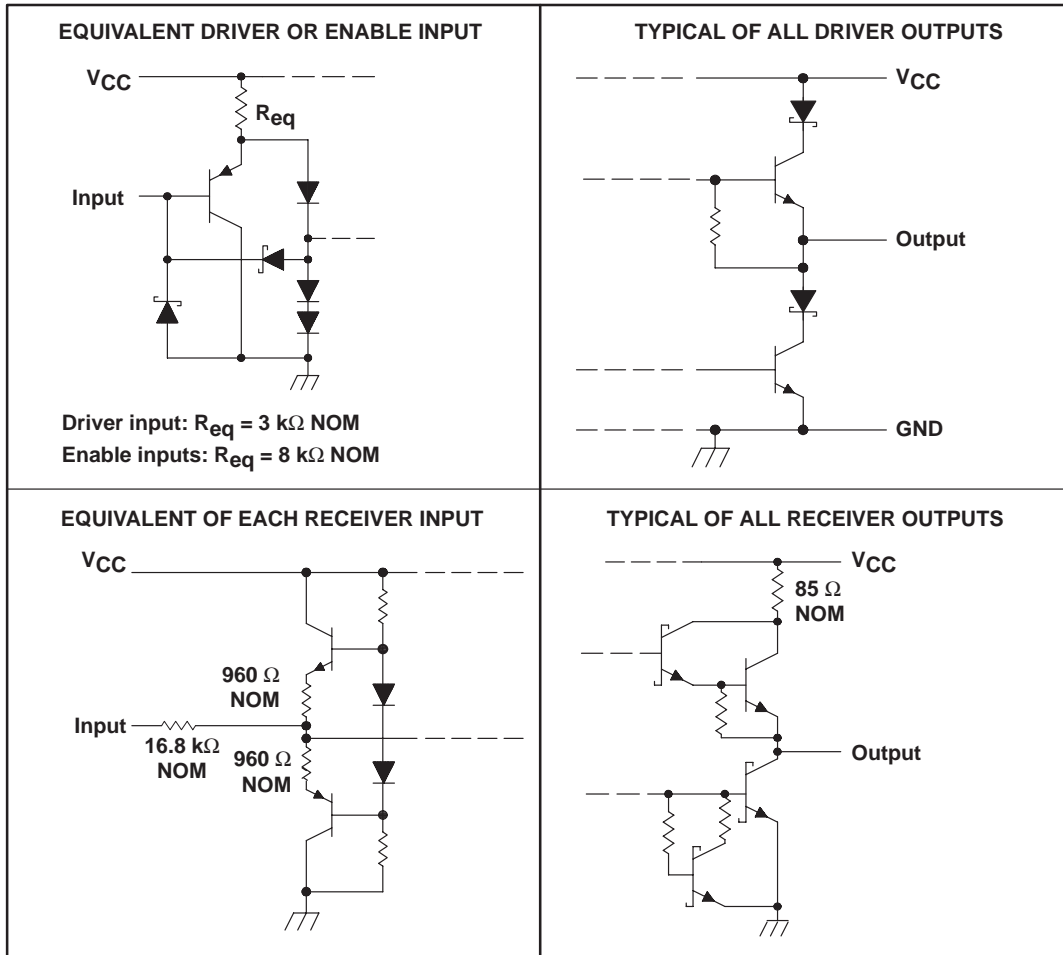 EQUIVALENT DRIVER OR ENABLE INPUT
VCC
Req
Input
Driver input: Req = 3 kΩ NOM
Enable inputs: Req = 8 kΩ NOM
TYPICAL OF ALL DRIVER OUTPUTS
VCC
Output
GND
EQUIVALENT OF EACH RECEIVER INPUT
VCC
960 Ω
NOM
Input
16.8 kΩ
NOM
960 Ω
NOM
TYPICAL OF ALL RECEIVER OUTPUTS
VCC
85 Ω
NOM
Output